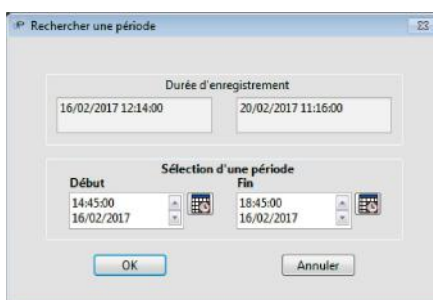 Rechercher une période
Durée d'enregistrement
16/02/2017 12:14:00 20/02/2017 11:16:00
Sélection d'une période
Début Fin
14:45:00 18:45:00
16/02/2017 16/02/2017
OK Annuler